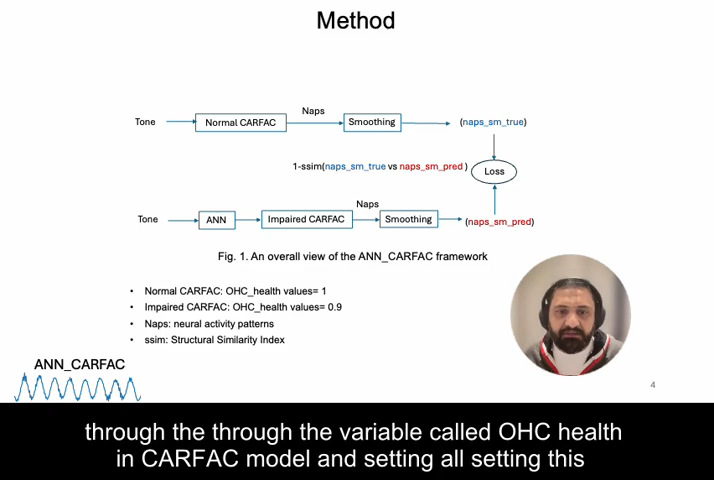 Method
Naps
Tone
Normal CARFAC
Smoothing
(naps_sm_true)
1-ssim(naps_sm_true vs naps_sm_pred )
Loss
Naps
Tone
ANN
Impaired CARFAC
Smoothing
(naps_sm_pred)
Fig. 1. An overall view of the ANN_CARFAC framework
• Normal CARFAC: OHC_health values= 1
• Impaired CARFAC: OHC_health values= 0.9
• Naps: neural activity patterns
• ssim: Structural Similarity Index
ANN_CARFAC
4
through the through the variable called OHC health
in CARFAC model and setting all setting this